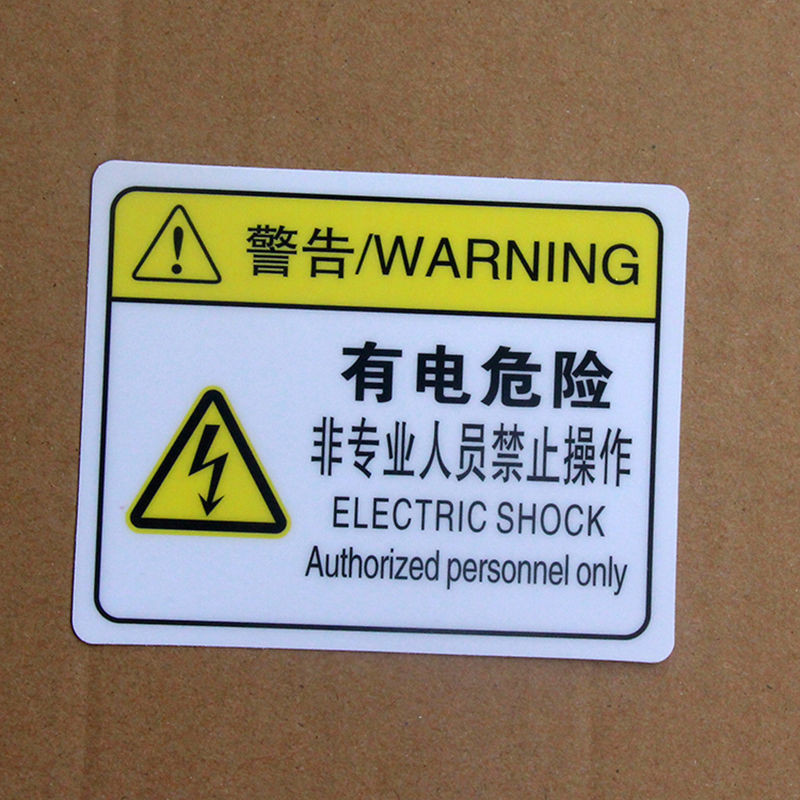 警告/WARNING
有电危险
非专业人员禁止操作
ELECTRIC SHOCK
Authorized personnel only